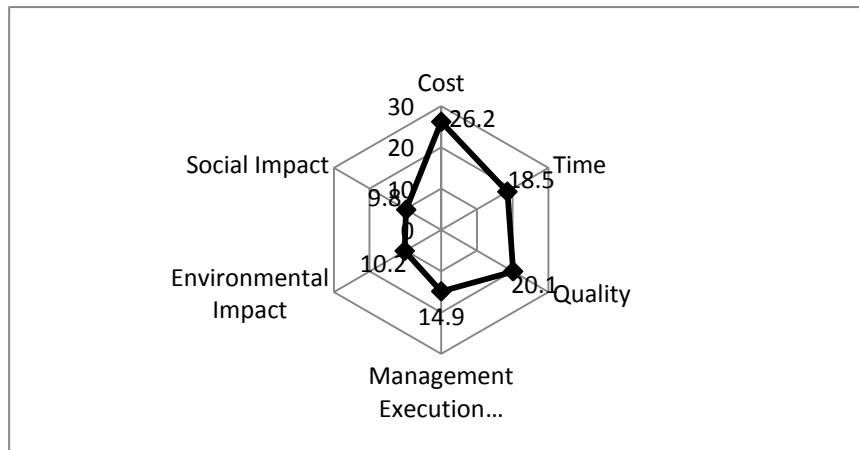 Cost
30
26.2
20
Social Impact
Time
18.5
10
9.8
0
10.2
Environmental
Impact
20.1
Quality
14.9
Management
Execution…